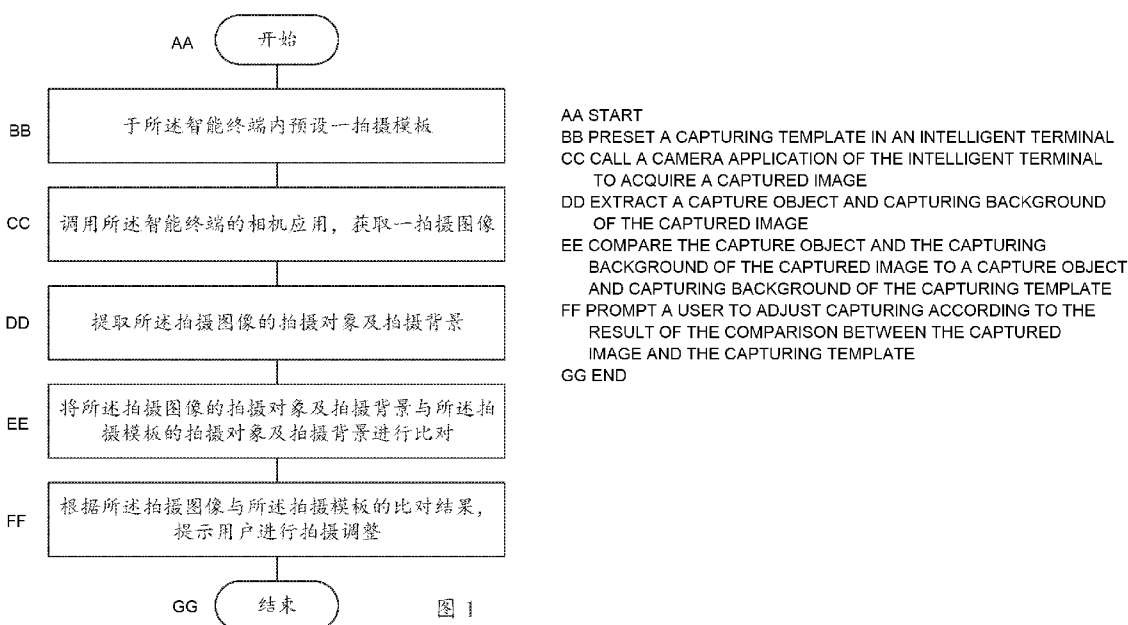 AA
开始
BB
于所述智能终端内预设一拍摄模板
CC
调用所述智能终端的相机应用，获取一拍摄图像
DD
提取所述拍摄图像的拍摄对象及拍摄背景
EE
将所述拍摄图像的拍摄对象及拍摄背景与所述拍
摄模板的拍摄对象及拍摄背景进行比对
FF
根据所述拍摄图像与所述拍摄模板的比对结果，
提示用户进行拍摄调整
GG
结束
图 1
AA START
BB PRESET A CAPTURING TEMPLATE IN AN INTELLIGENT TERMINAL
CC CALL A CAMERA APPLICATION OF THE INTELLIGENT TERMINAL
TO ACQUIRE A CAPTURED IMAGE
DD EXTRACT A CAPTURE OBJECT AND CAPTURING BACKGROUND
OF THE CAPTURED IMAGE
EE COMPARE THE CAPTURE OBJECT AND THE CAPTURING
BACKGROUND OF THE CAPTURED IMAGE TO A CAPTURE OBJECT
AND CAPTURING BACKGROUND OF THE CAPTURING TEMPLATE
FF PROMPT A USER TO ADJUST CAPTURING ACCORDING TO THE
RESULT OF THE COMPARISON BETWEEN THE CAPTURED
IMAGE AND THE CAPTURING TEMPLATE
GG END